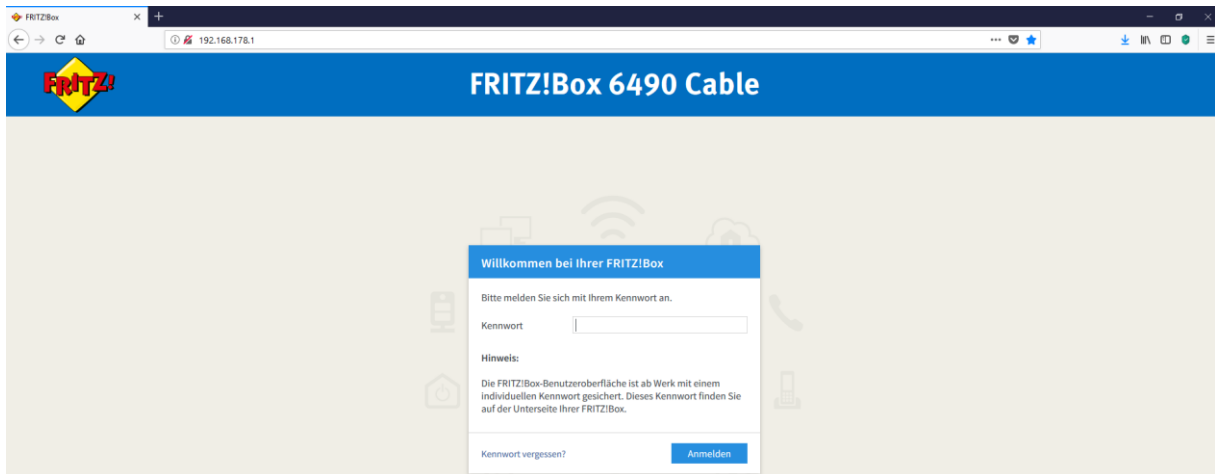 FRITZ!Box
192.168.178.1
FRITZ!
FRITZ!Box 6490 Cable
Willkommen bei Ihrer FRITZ!Box
Bitte melden Sie sich mit Ihrem Kennwort an.
Kennwort
Hinweis:
Die FRITZ!Box-Benutzeroberfläche ist ab Werk mit einem
individuellen Kennwort gesichert. Dieses Kennwort finden Sie
auf der Unterseite Ihrer FRITZ!Box.
Kennwort vergessen?
Anmelden